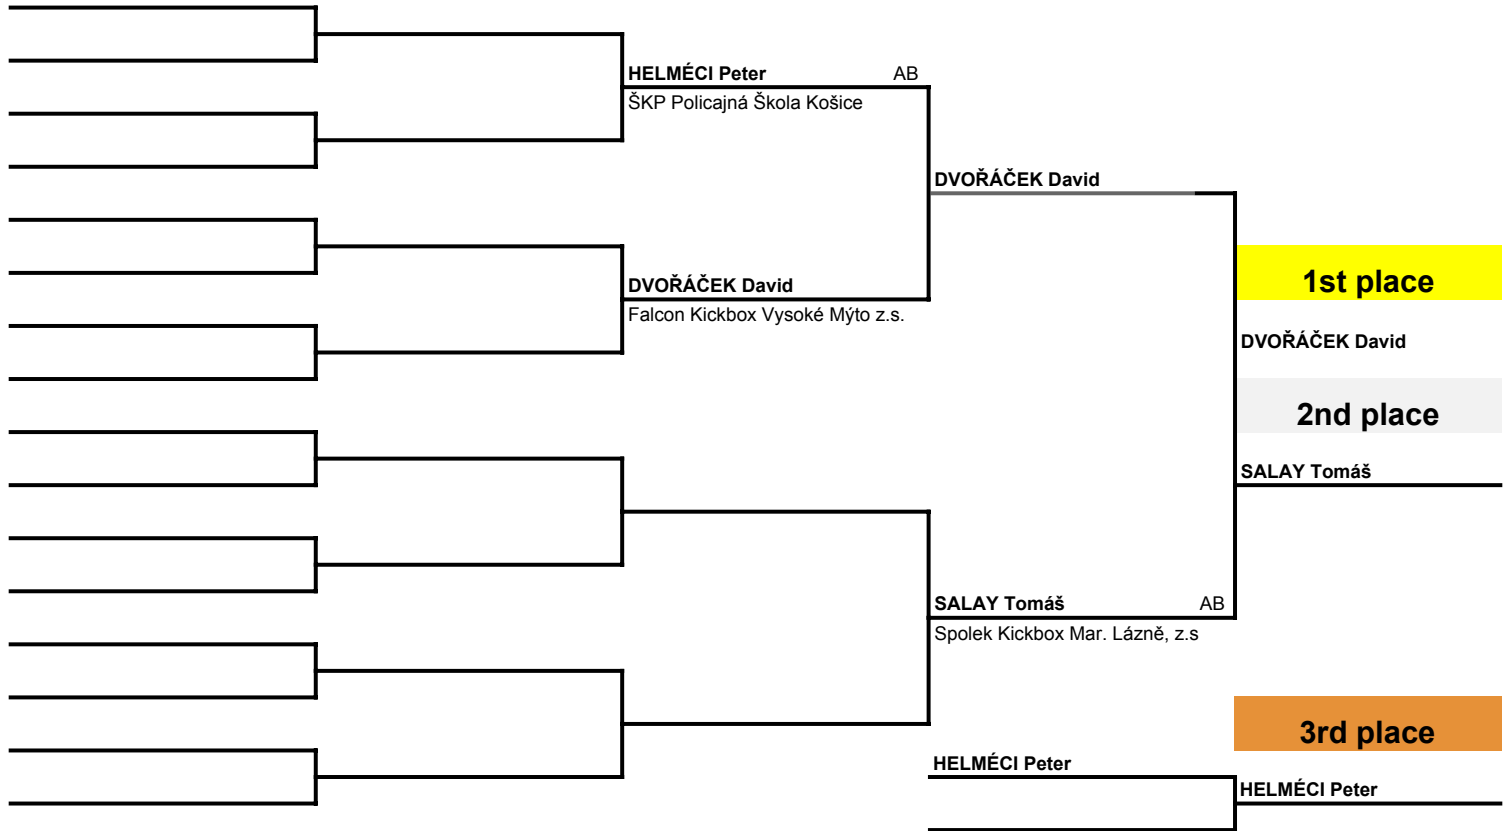 HELMÉCI Peter AB
ŠKP Policajná Škola Košice
DVOŘÁČEK David
1st place
DVOŘÁČEK David
Falcon Kickbox Vysoké Mýto z.s.
DVOŘÁČEK David
2nd place
SALAY Tomáš
SALAY Tomáš AB
Spolek Kickbox Mar. Lázně, z.s
3rd place
HELMÉCI Peter
HELMÉCI Peter